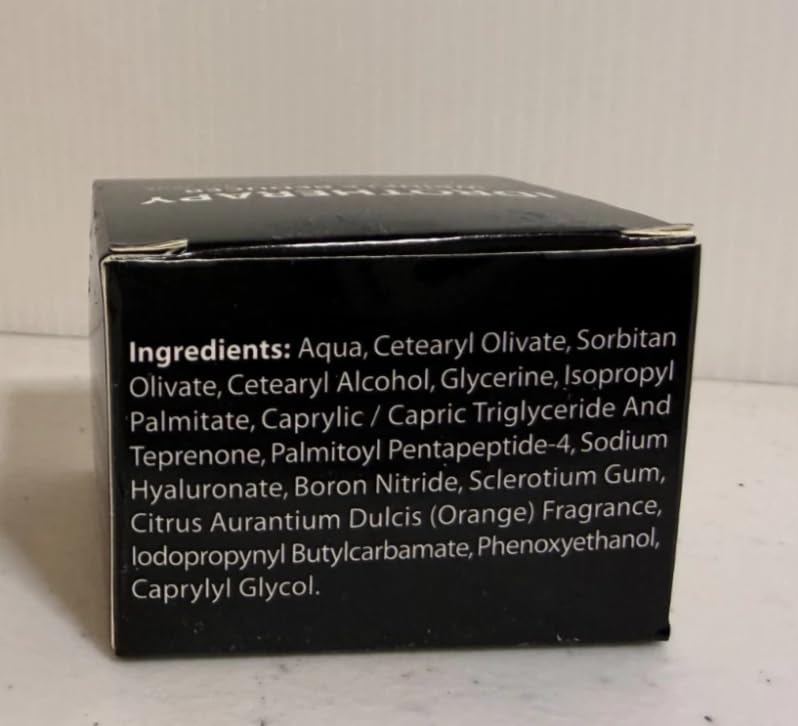 IDROTHERAPY
Ingredients: Aqua, Cetearyl Olivate, Sorbitan
Olivate, Cetearyl Alcohol, Glycerine, Isopropyl
Palmitate, Caprylic / Capric Triglyceride And
Teprenone, Palmitoyl Pentapeptide-4, Sodium
Hyaluronate, Boron Nitride, Sclerotium Gum,
Citrus Aurantium Dulcis (Orange) Fragrance,
Iodopropynyl Butylcarbamate, Phenoxyethanol,
Caprylyl Glycol.